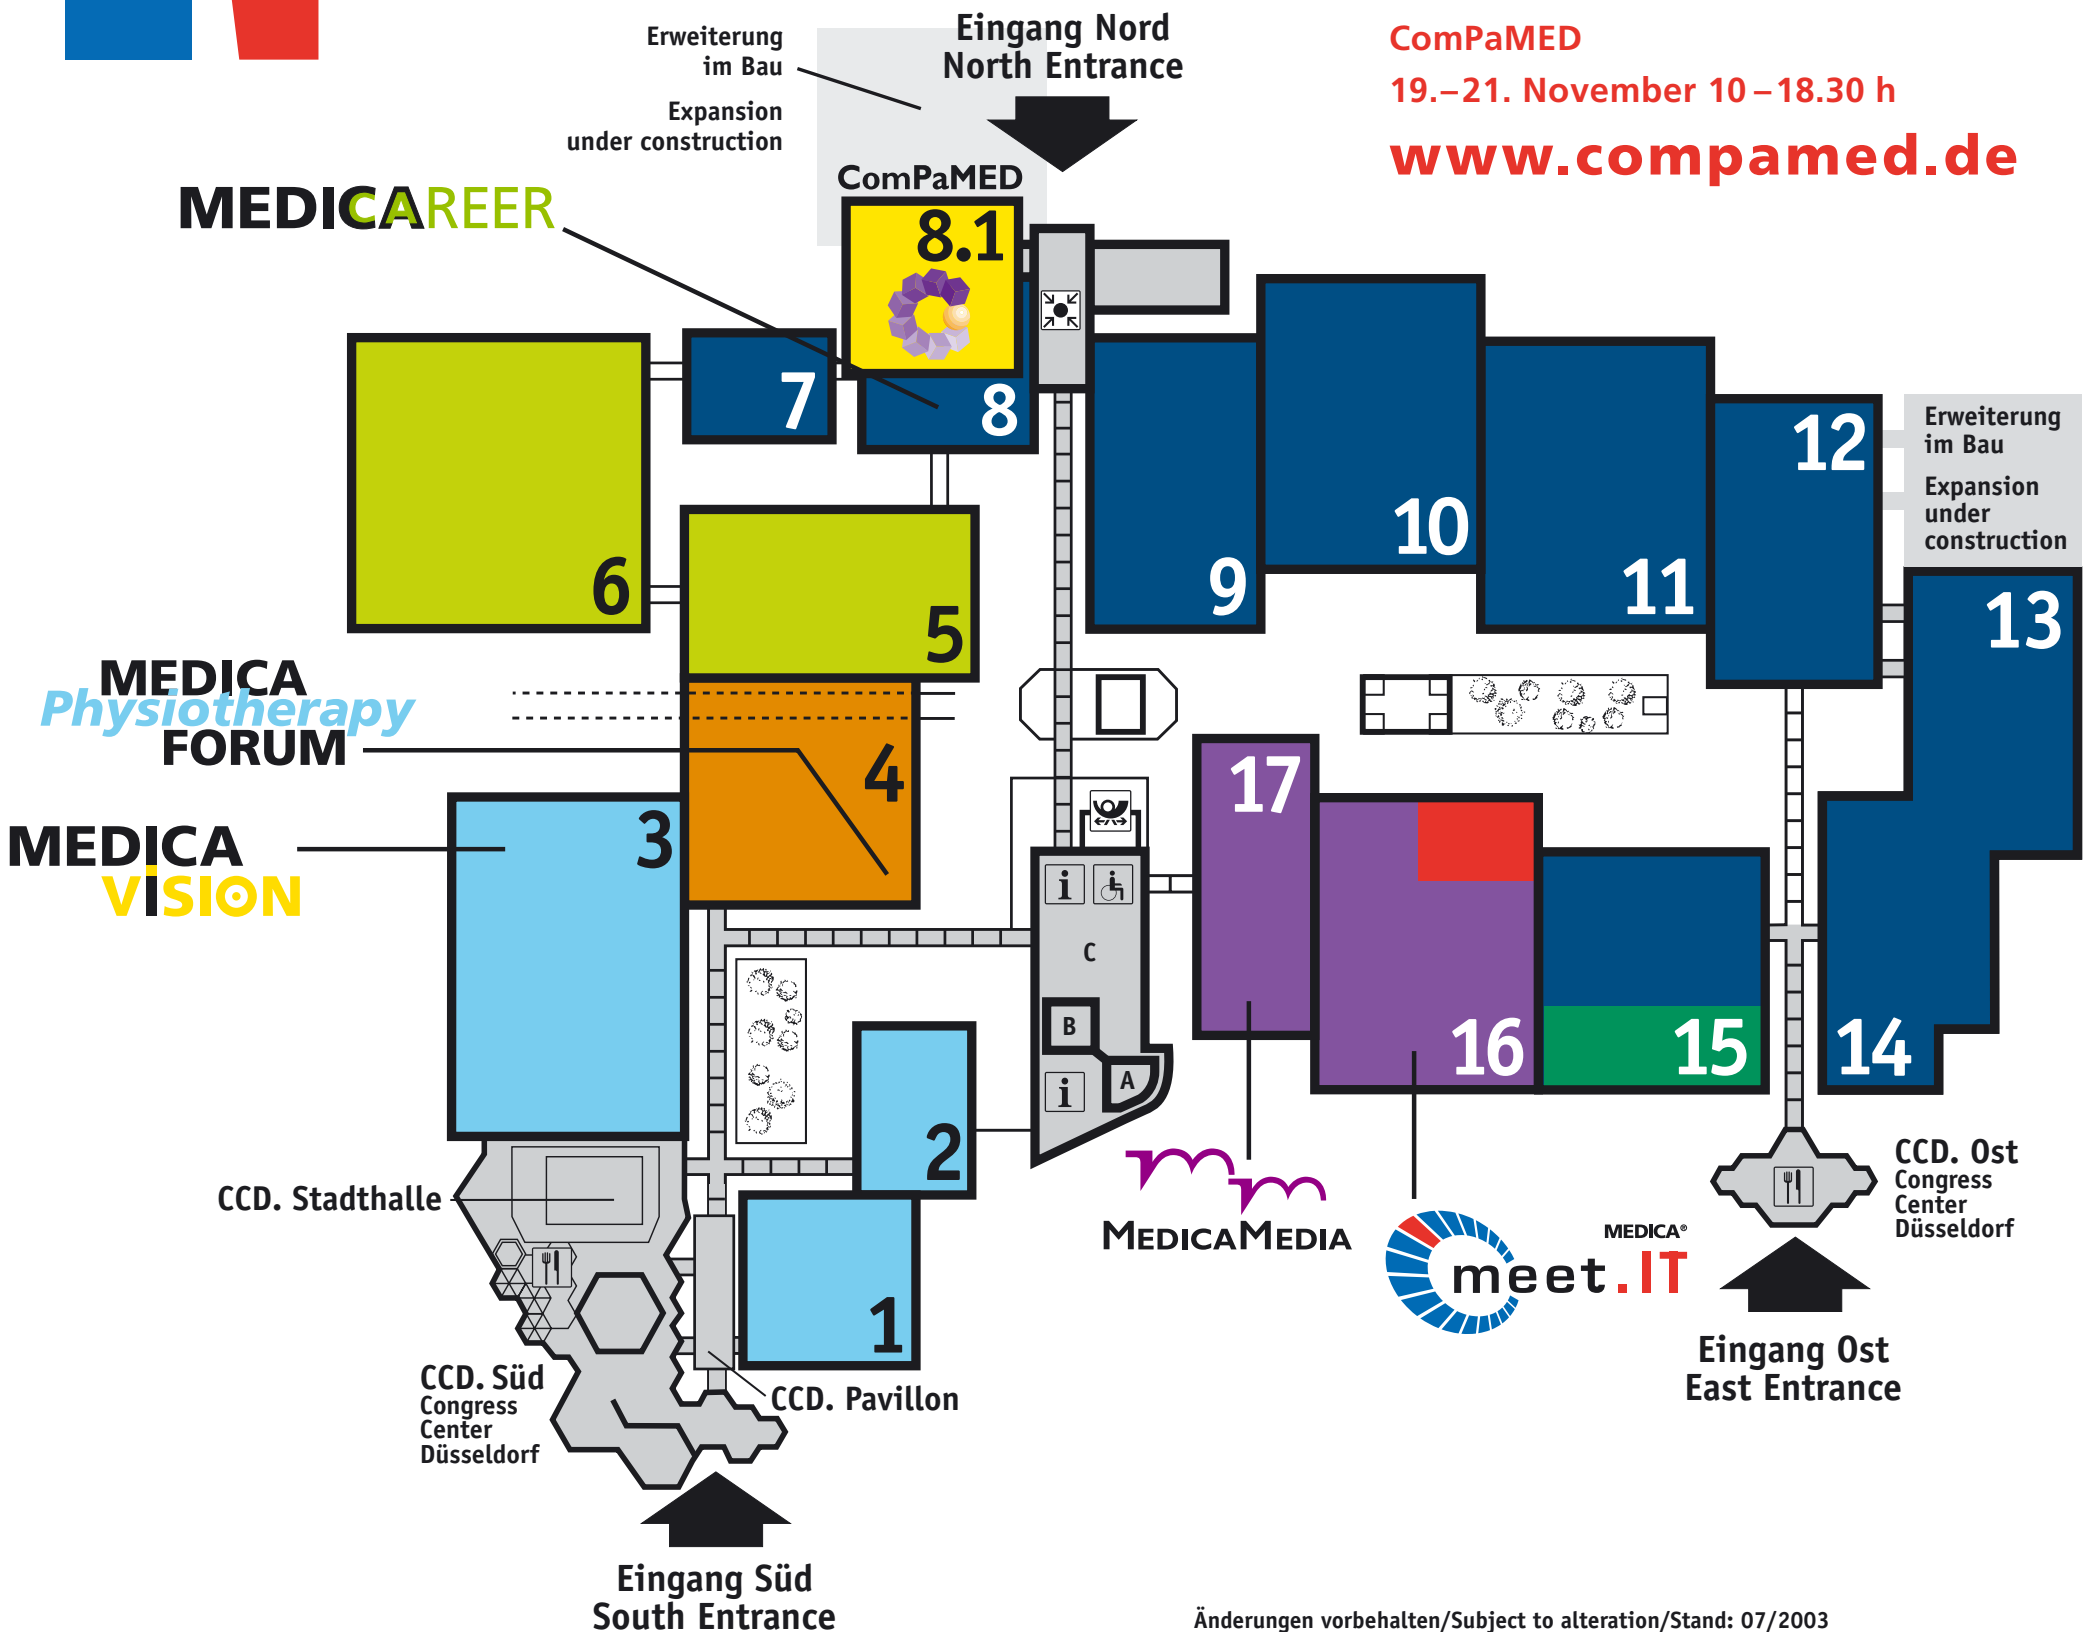 Erweiterung
im Bau
Expansion
under construction
Eingang Nord
North Entrance
ComPaMED
19.–21. November 10–18.30 h
www.compamed.de
MEDICAREER
ComPaMED
8.1
7
8
6
5
9
10
11
12
Erweiterung
im Bau
Expansion
under
construction
13
MEDICA
Physiotherapy
FORUM
4
MEDICA
VISION
3
17
i
C
B
A
i
16
15
14
2
1
CCD. Stadthalle
CCD. Süd
Congress
Center
Düsseldorf
CCD. Pavillon
MEDICAMEDIA
MEDICA®
meet.IT
CCD. Ost
Congress
Center
Düsseldorf
Eingang Ost
East Entrance
Eingang Süd
South Entrance
Änderungen vorbehalten/Subject to alteration/Stand: 07/2003